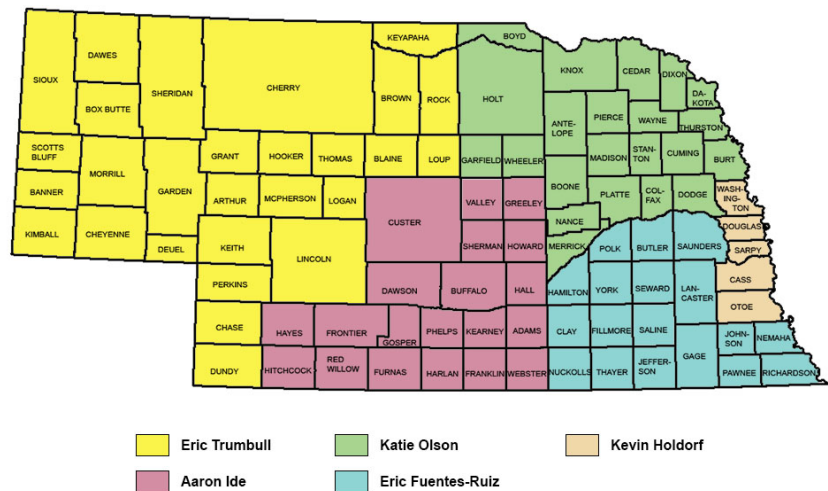 KEYAPAHA
BOYD
SIOUX
DAWES
SHERIDAN
CHERRY
BROWN
ROCK
HOLT
KNOX
CEDAR
DIXON
DA-
KOTA
BOX BUTTE
ANTE-
LOPE
PIERCE
WAYNE
THURSTON
SCOTTS
BLUFF
MORRILL
GARDEN
GRANT
HOOKER
THOMAS
BLAINE
LOUP
GARFIELD
WHEELER
MADISON
STAN-
TON
CUMING
BURT
BANNER
ARTHUR
MCPHERSON
LOGAN
CUSTER
VALLEY
GREELEY
BOONE
PLATTE
COL-
FAX
DODGE
WASH-
ING-
TON
KIMBALL
CHEYENNE
DEUEL
KEITH
LINCOLN
SHERMAN
HOWARD
NANCE
MERRICK
POLK
BUTLER
SAUNDERS
DOUGLAS
SARPY
PERKINS
DAWSON
BUFFALO
HALL
HAMILTON
YORK
SEWARD
LAN-
CASTER
CASS
OTOE
CHASE
HAYES
FRONTIER
GOSPER
PHELPS
KEARNEY
ADAMS
CLAY
FILLMORE
SALINE
GAGE
JOHN-
SON
NEMAHA
DUNDY
HITCHCOCK
RED
WILLOW
FURNAS
HARLAN
FRANKLIN
WEBSTER
NUCKOLLS
THAYER
JEFFER-
SON
PAWNEE
RICHARDSON
Eric Trumbull
Katie Olson
Kevin Holdorf
Aaron Ide
Eric Fuentes-Ruiz